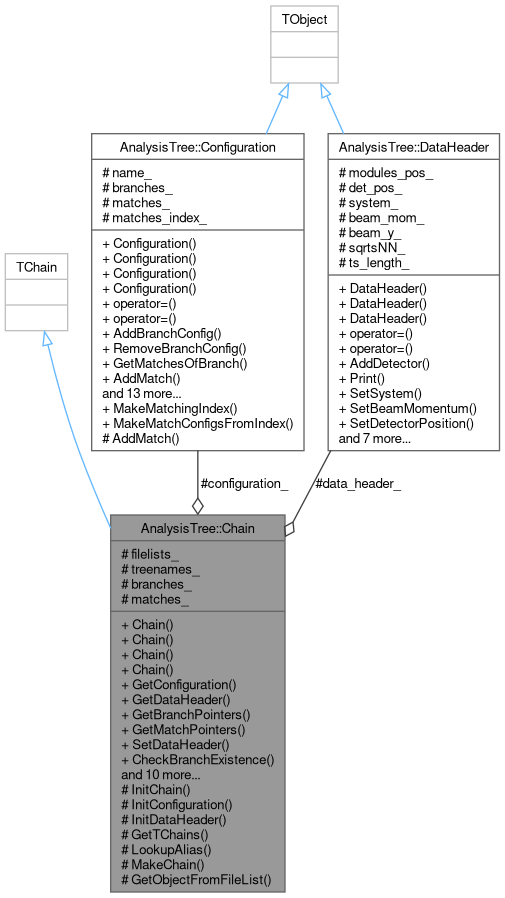 TObject
AnalysisTree::Configuration
# name_
# branches_
# matches_
# matches_index_
+ Configuration()
+ Configuration()
+ Configuration()
+ Configuration()
+ operator=()
+ operator=()
+ AddBranchConfig()
+ RemoveBranchConfig()
+ GetMatchesOfBranch()
+ AddMatch()
and 13 more...
+ MakeMatchingIndex()
+ MakeMatchConfigsFromIndex()
# AddMatch()
AnalysisTree::DataHeader
# modules_pos_
# det_pos_
# system_
# beam_mom_
# beam_y_
# sqrtsNN_
# ts_length_
+ DataHeader()
+ DataHeader()
+ DataHeader()
+ operator=()
+ operator=()
+ AddDetector()
+ Print()
+ SetSystem()
+ SetBeamMomentum()
+ SetDetectorPosition()
and 7 more...
TChain
#configuration_
#data_header_
AnalysisTree::Chain
# filelists_
# treenames_
# branches_
# matches_
+ Chain()
+ Chain()
+ Chain()
+ Chain()
+ GetConfiguration()
+ GetDataHeader()
+ GetBranchPointers()
+ GetMatchPointers()
+ SetDataHeader()
+ CheckBranchExistence()
and 10 more...
# InitChain()
# InitConfiguration()
# InitDataHeader()
# GetTChains()
# LookupAlias()
# MakeChain()
# GetObjectFromFileList()